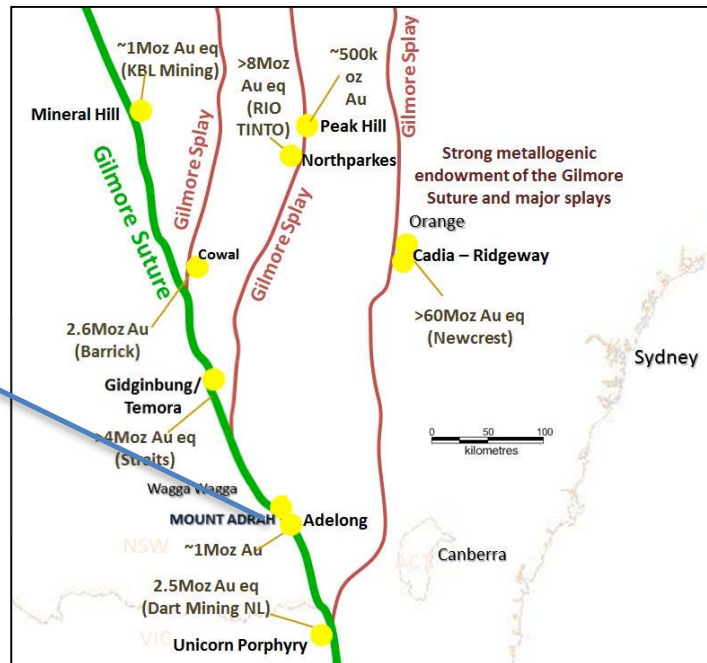 ~1Moz Au eq
(KBL Mining)
Mineral Hill
>8Moz
Au eq
(RIO
TINTO)
~500k
oz
Au
Peak Hill
Northparkes
Gilmore Splay
Gilmore Splay
Gilmore Splay
Gilmore Suture
Strong metallogenic
endowment of the Gilmore
Suture and major splays
Orange
Cadia – Ridgeway
>60Moz Au eq
(Newcrest)
Cowal
2.6Moz Au
(Barrick)
Sydney
Gidginbung/
Temora
>4Moz Au eq
(Straits)
0 50 100
kilometres
Wagga Wagga
MOUNT ADRAH
Adelong
~1Moz Au
NSW
ACT
Canberra
2.5Moz Au eq
(Dart Mining NL)
VIC
Unicorn Porphyry